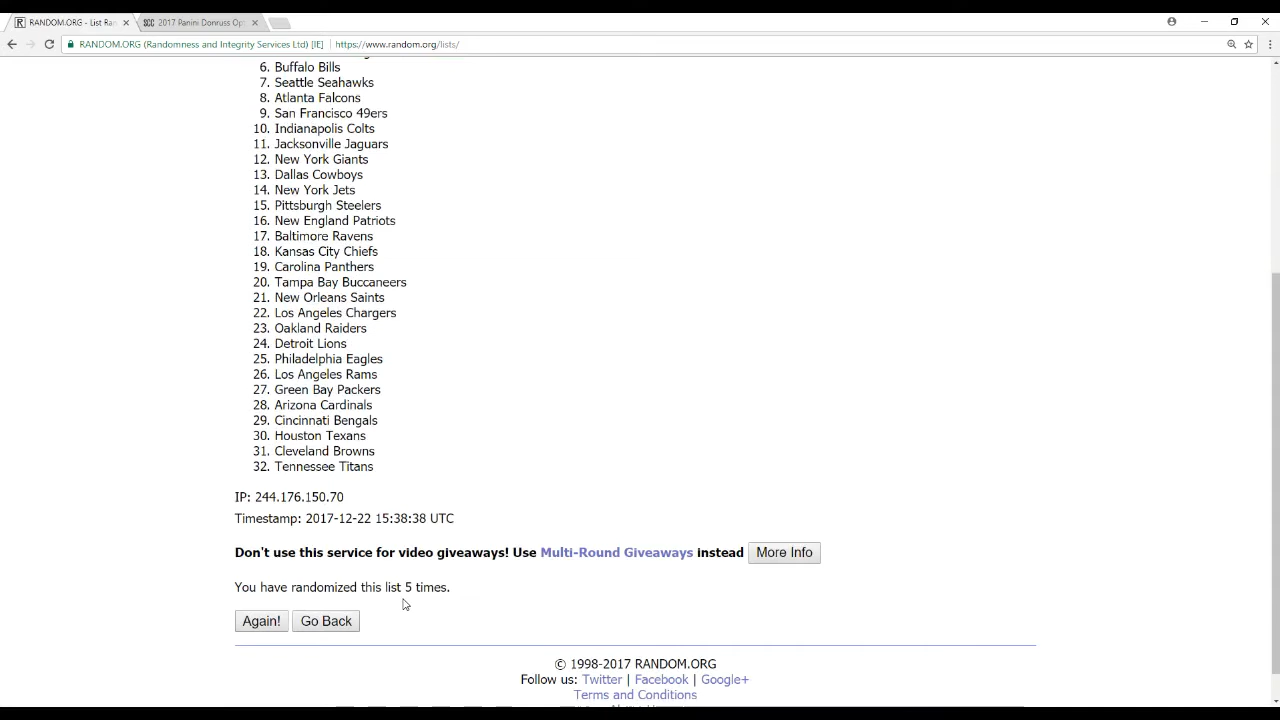 RANDOM.ORG - List Ran
2017 Panini Donruss Op
RANDOM.ORG (Randomness and Integrity Services Ltd) [IE] https://www.random.org/lists/
6. Buffalo Bills
7. Seattle Seahawks
8. Atlanta Falcons
9. San Francisco 49ers
10. Indianapolis Colts
11. Jacksonville Jaguars
12. New York Giants
13. Dallas Cowboys
14. New York Jets
15. Pittsburgh Steelers
16. New England Patriots
17. Baltimore Ravens
18. Kansas City Chiefs
19. Carolina Panthers
20. Tampa Bay Buccaneers
21. New Orleans Saints
22. Los Angeles Chargers
23. Oakland Raiders
24. Detroit Lions
25. Philadelphia Eagles
26. Los Angeles Rams
27. Green Bay Packers
28. Arizona Cardinals
29. Cincinnati Bengals
30. Houston Texans
31. Cleveland Browns
32. Tennessee Titans
IP: 244.176.150.70
Timestamp: 2017-12-22 15:38:38 UTC
Don't use this service for video giveaways! Use Multi-Round Giveaways instead More Info
You have randomized this list 5 times.
Again! Go Back
© 1998-2017 RANDOM.ORG
Follow us: Twitter | Facebook | Google+
Terms and Conditions